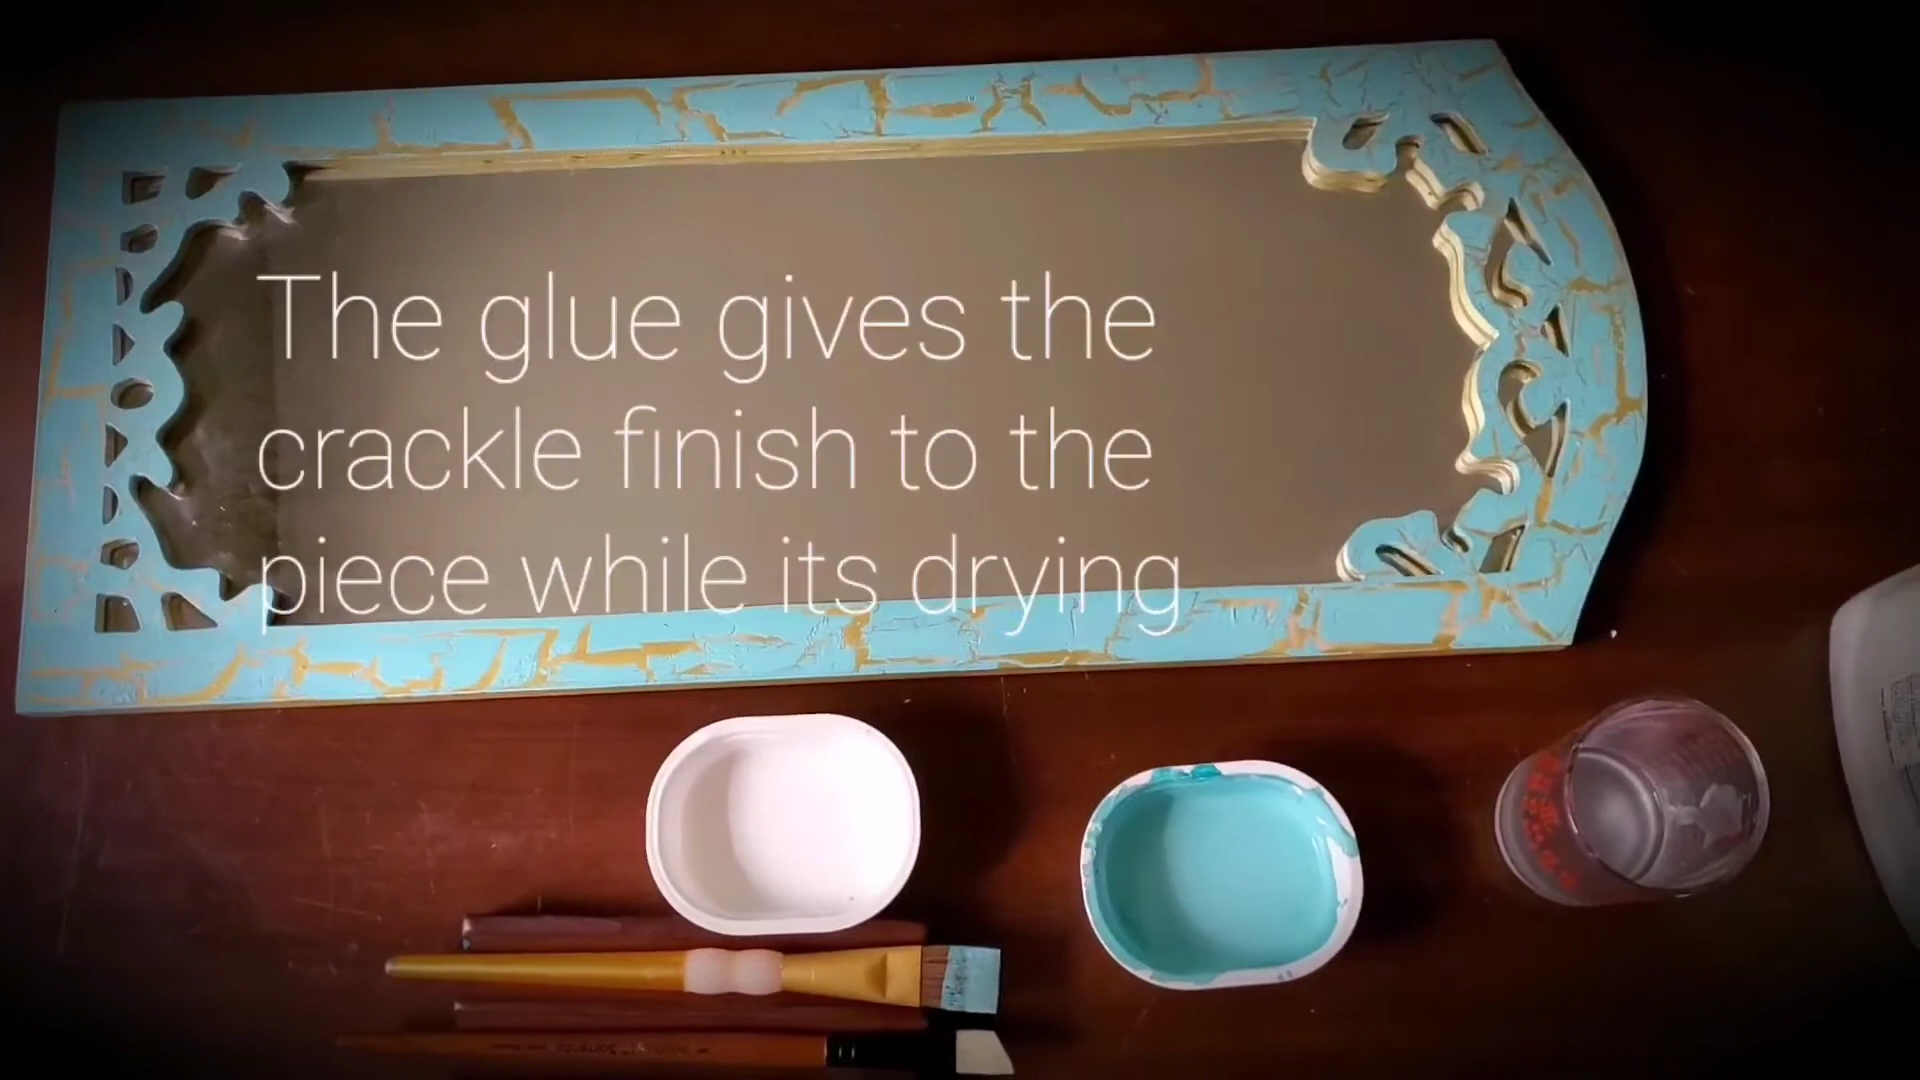 The glue gives the
crackle finish to the
piece while its drying